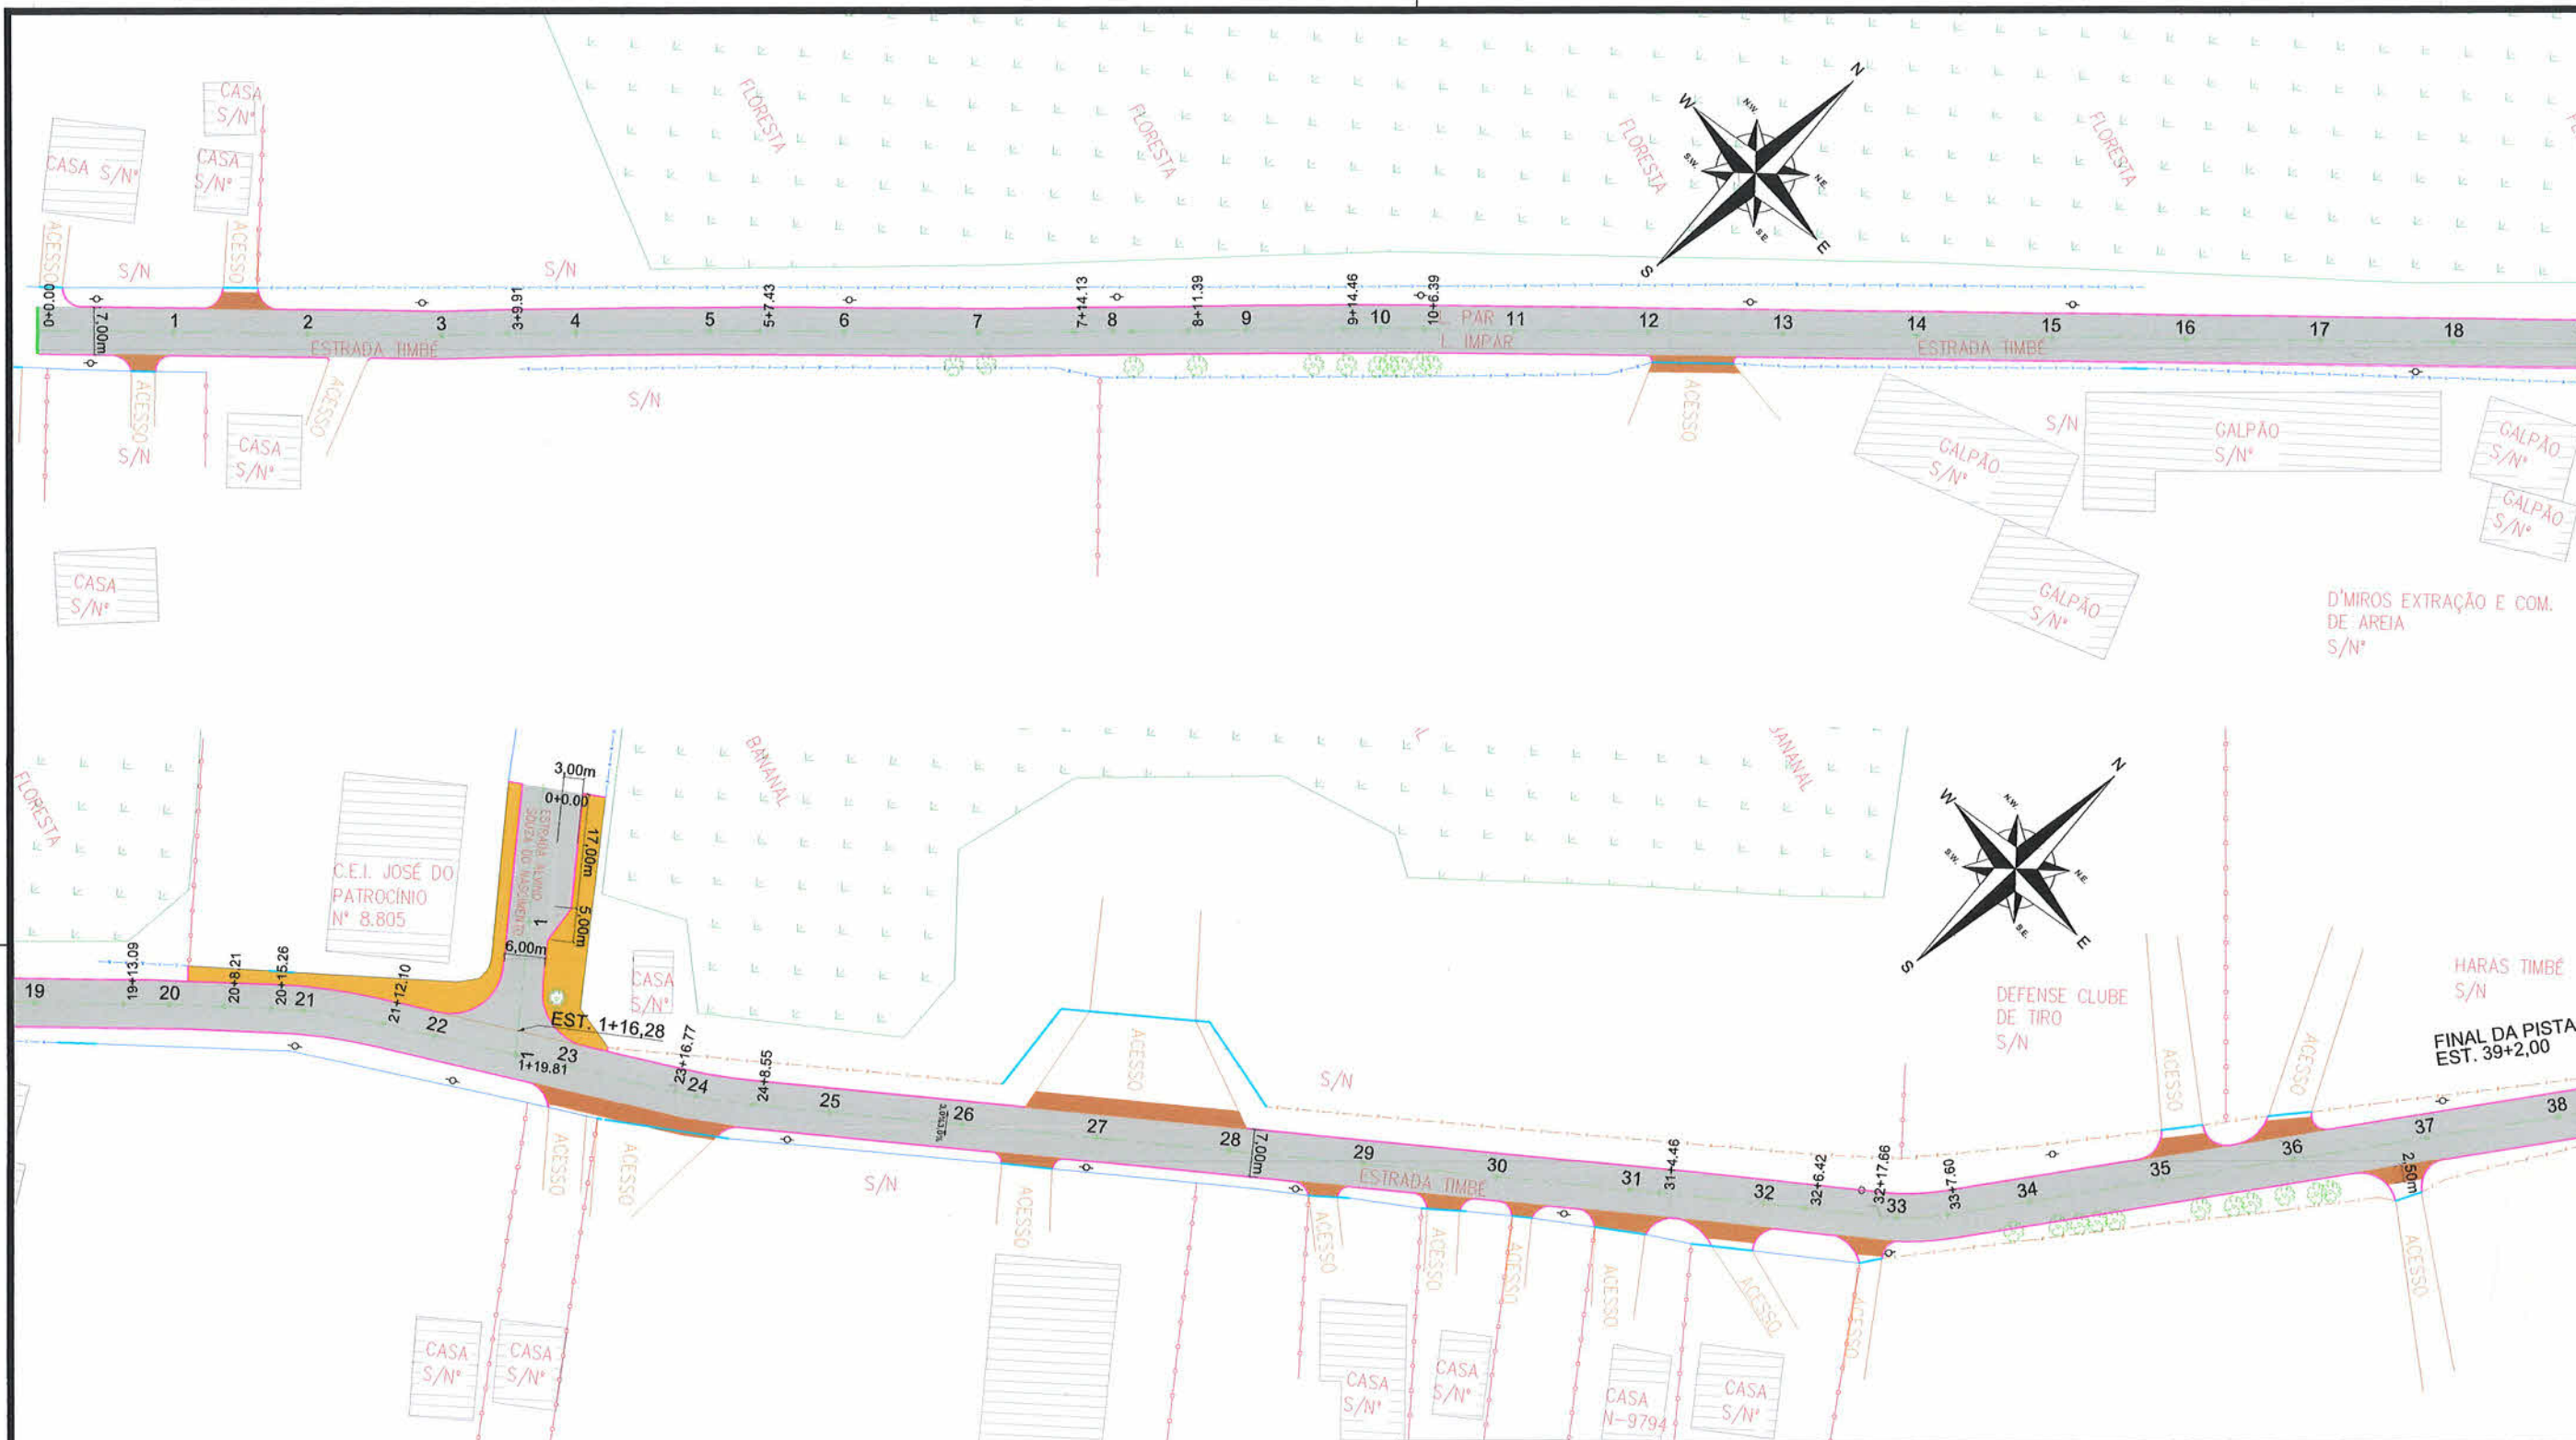 CASA
S/N°
CASA S/N°
CASA
S/N°
FLORESTA
FLORESTA
FLORESTA
FLORESTA
N
N.W.
W
S.W.
N.E.
S.E.
E
S
ACESSO
S/N
ACESSO
S/N
0+0.00
7,00m
1
2
3
3+9.91
4
5
5+7.43
6
7
7+14.13
8
8+11.39
9
9+14.46
10
10+6.39
L. PAR
11
12
13
14
15
16
17
18
L. IMPAR
ESTRADA TIMBÉ
ESTRADA TIMBÉ
ACESSO
S/N
CASA
S/N°
ACESSO
S/N
ACESSO
GALPÃO
S/N°
S/N
GALPÃO
S/N°
GALPÃO
S/N°
GALPÃO
S/N°
GALPÃO
S/N°
CASA
S/N°
D'MIROS EXTRAÇÃO E COM.
DE AREIA
S/N°
FLORESTA
C.E.I. JOSÉ DO
PATROCÍNIO
N° 8.805
3,00m
0+0.00
ESTRADA ALVINO
SOUZA DO NASCIMENTO
17,00m
5,00m
1
6,00m
BANANAL
CASA
S/N°
N
N.W.
W
S.W.
N.E.
S.E.
E
S
DEFENSE CLUBE
DE TIRO
S/N
HARAS TIMBÉ
S/N
FINAL DA PISTA
EST. 39+2,00
19
19+13.09
20
20+8.21
20+15.26
21
21+12.10
22
EST. 1+16,28
1+19.81
23
23+16.77
24
24+8.55
25
26
27
28
7,00m
29
30
31
31+4.46
32
32+6.42
32+17.66
33
33+7.60
34
35
36
37
38
ACESSO
S/N
ACESSO
ACESSO
2,50m
ESTRADA TIMBÉ
ACESSO
ACESSO
S/N
ACESSO
ACESSO
ACESSO
ACESSO
ACESSO
ACESSO
ACESSO
ACESSO
CASA
S/N°
CASA
S/N°
CASA
S/N°
CASA
S/N°
CASA
N-9794
CASA
S/N°